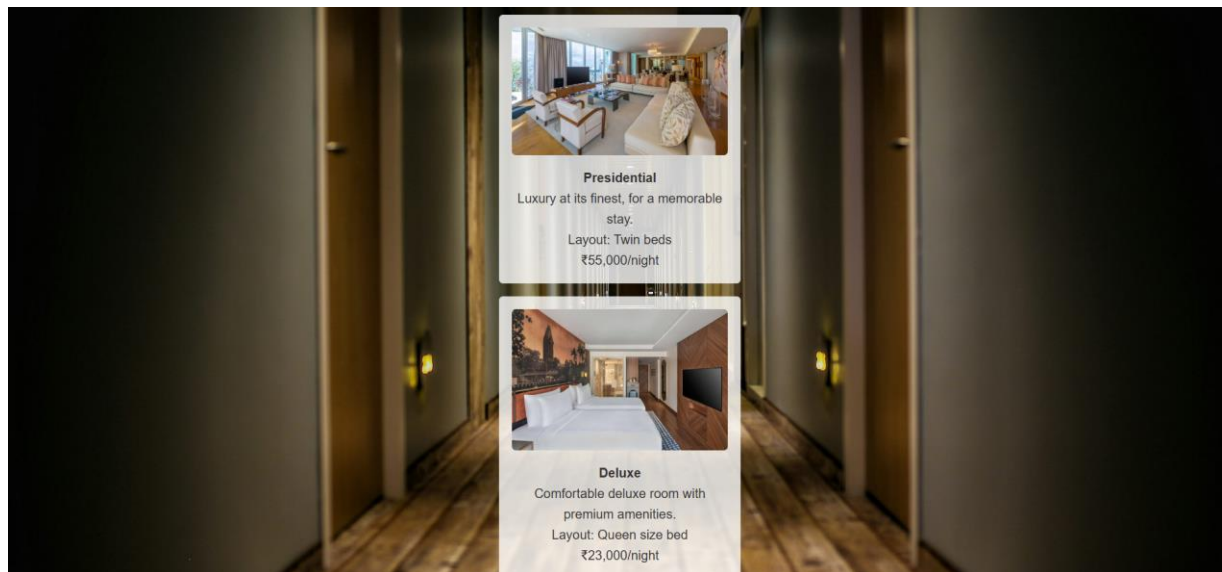 Presidential
Luxury at its finest, for a memorable
stay.
Layout: Twin beds
₹55,000/night
Deluxe
Comfortable deluxe room with
premium amenities.
Layout: Queen size bed
₹23,000/night